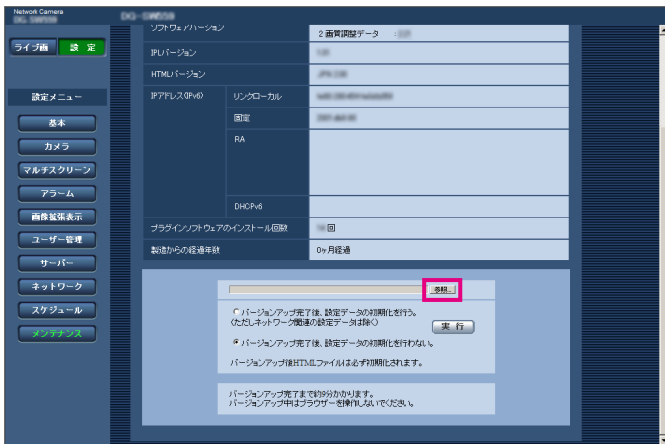 Network Camera
DG-SW559
DG-SW559
ライブ画 設 定
設定メニュー
基本
カメラ
マルチスクリーン
アラーム
画像拡張表示
ユーザー管理
サーバー
ネットワーク
スケジュール
メンテナンス
ソフトウェアバージョン
2 画質調整データ :
IPLバージョン
HTMLバージョン
IPアドレス(IPv6) リンクローカル
固定
RA
DHCPv6
プラグインソフトウェアのインストール回数 回
製造からの経過年数 0ヶ月経過
参照...
バージョンアップ完了後、設定データの初期化を行う。
(ただしネットワーク関連の設定データは除く)
実 行
バージョンアップ完了後、設定データの初期化を行わない。
バージョンアップ後HTMLファイルは必ず初期化されます。
バージョンアップ完了まで約9分かかります。
バージョンアップ中はブラウザーを操作しないでください。